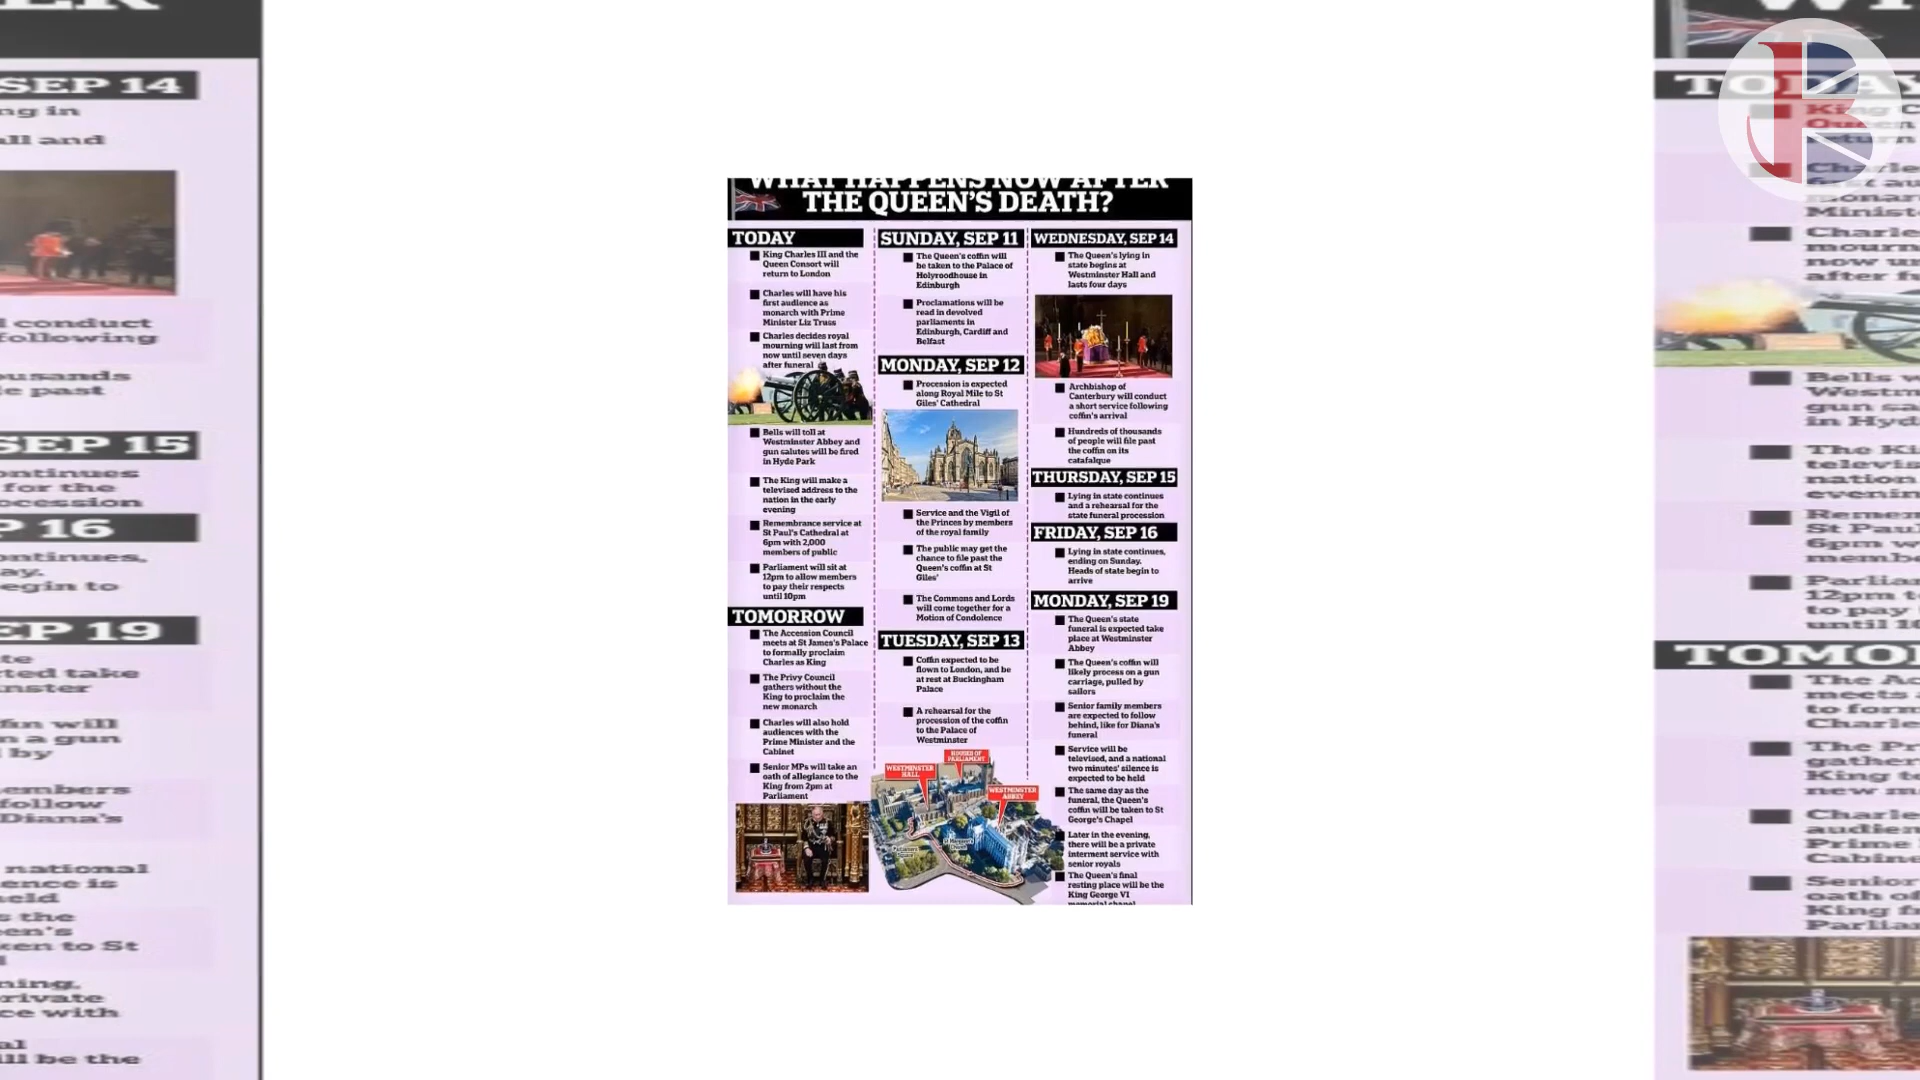 WHAT HAPPENS NOW AFTER
THE QUEEN'S DEATH?
TODAY
King Charles III and the
Queen Consort will
return to London
Charles will have his
first audience as
monarch with Prime
Minister Liz Truss
Charles decides royal
mourning will last from
now until seven days
after funeral
Bells will toll at
Westminster Abbey and
gun salutes will be fired
in Hyde Park
The King will make a
televised address to the
nation in the early
evening
Remembrance service at
St Paul's Cathedral at
6pm with 2,000
members of public
Parliament will sit at
12pm to allow members
to pay their respects
until 10pm
TOMORROW
The Accession Council
meets at St James's Palace
to formally proclaim
Charles as King
The Privy Council
gathers without the
King to proclaim the
new monarch
Charles will also hold
audiences with the
Prime Minister and the
Cabinet
Senior MPs will take an
oath of allegiance to the
King from 2pm at
Parliament
SUNDAY, SEP 11
The Queen's coffin will
be taken to the Palace of
Holyroodhouse in
Edinburgh
Proclamations will be
read in devolved
parliaments in
Edinburgh, Cardiff and
Belfast
MONDAY, SEP 12
Procession is expected
along Royal Mile to St
Giles' Cathedral
Service and the Vigil of
the Princes by members
of the royal family
The public may get the
chance to file past the
Queen's coffin at St
Giles'
The Commons and Lords
will come together for a
Motion of Condolence
TUESDAY, SEP 13
Coffin expected to be
flown to London, and be
at rest at Buckingham
Palace
A rehearsal for the
procession of the coffin
to the Palace of
Westminster
HOUSES OF
PARLIAMENT
WESTMINSTER
HALL
WESTMINSTER
ABBEY
Parliament
Square
WEDNESDAY, SEP 14
The Queen's lying in
state begins at
Westminster Hall and
lasts four days
Archbishop of
Canterbury will conduct
a short service following
coffin's arrival
Hundreds of thousands
of people will file past
the coffin on its
catafalque
THURSDAY, SEP 15
Lying in state continues
and a rehearsal for the
state funeral procession
FRIDAY, SEP 16
Lying in state continues,
ending on Sunday.
Heads of state begin to
arrive
MONDAY, SEP 19
The Queen's state
funeral is expected take
place at Westminster
Abbey
The Queen's coffin will
likely process on a gun
carriage, pulled by
sailors
Senior family members
are expected to follow
behind, like for Diana's
funeral
Service will be
televised, and a national
two minutes' silence is
expected to be held
The same day as the
funeral, the Queen's
coffin will be taken to St
George's Chapel
Later in the evening,
there will be a private
interment service with
senior royals
The Queen's final
resting place will be the
King George VI
memorial chapel